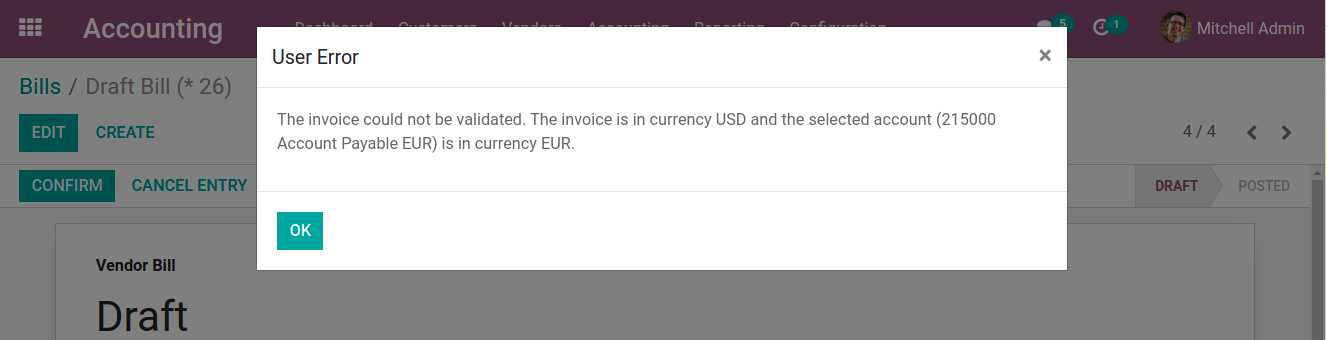 Accounting
Dashboard Customers Vendors Accounting Reporting Configuration
5
1
Mitchell Admin
User Error
×
Bills / Draft Bill (* 26)
The invoice could not be validated. The invoice is in currency USD and the selected account (215000
Account Payable EUR) is in currency EUR.
EDIT CREATE
4 / 4
CONFIRM CANCEL ENTRY
DRAFT POSTED
OK
Vendor Bill
Draft